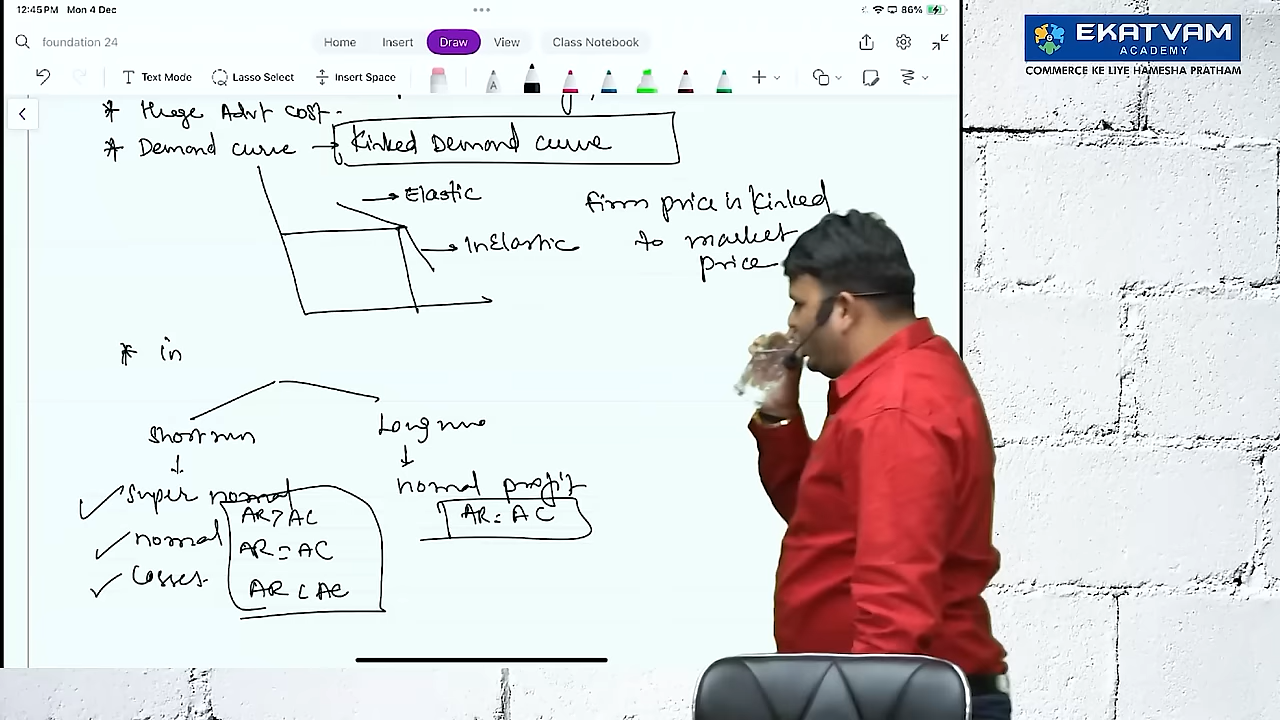 12:45 PM Mon 4 Dec
86%
foundation 24
Home Insert Draw View Class Notebook
Text Mode Lasso Select Insert Space
EKATVAM
ACADEMY
COMMERCE KE LIYE HAMESHA PRATHAM
* Huge Advt cost.
* Demand curve → Kinked Demand curve
→ Elastic
→ InElastic
firm price is Kinked
to market
price
* in
Short run
Long run
↓
↓
Super normal
normal profit
AR > AC
AR = AC
normal
AR = AC
Losses
AR < AC